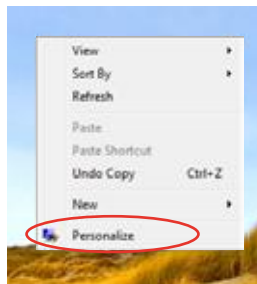 View
Sort By
Refresh
Paste
Paste Shortcut
Undo Copy Ctrl+Z
New
Personalize